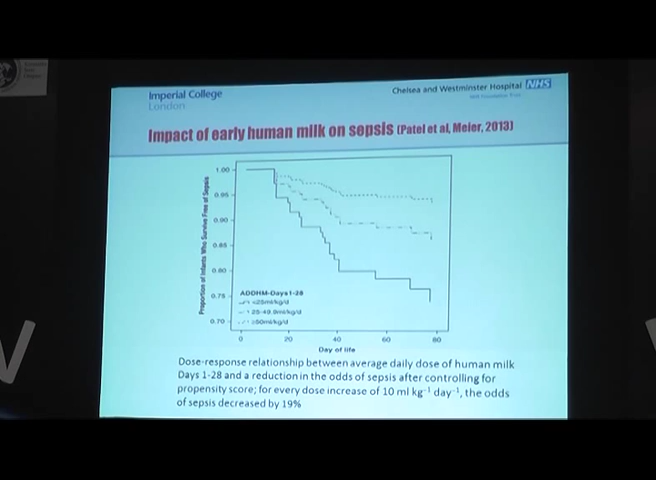 Imperial College
London
Chelsea and Westminster Hospital NHS
Impact of early human milk on sepsis (Patel et al, Meier, 2013)
Proportion of Infants Who Survive Free of Sepsis
1.00
0.95
0.90
0.85
0.80
0.75
0.70
ADDHM-Days1-28
<25ml/kg/d
25-49.9ml/kg/d
≥50ml/kg/d
0 20 40 60 80
Day of life
Dose-response relationship between average daily dose of human milk
Days 1-28 and a reduction in the odds of sepsis after controlling for
propensity score; for every dose increase of 10 ml kg⁻¹ day⁻¹, the odds
of sepsis decreased by 19%